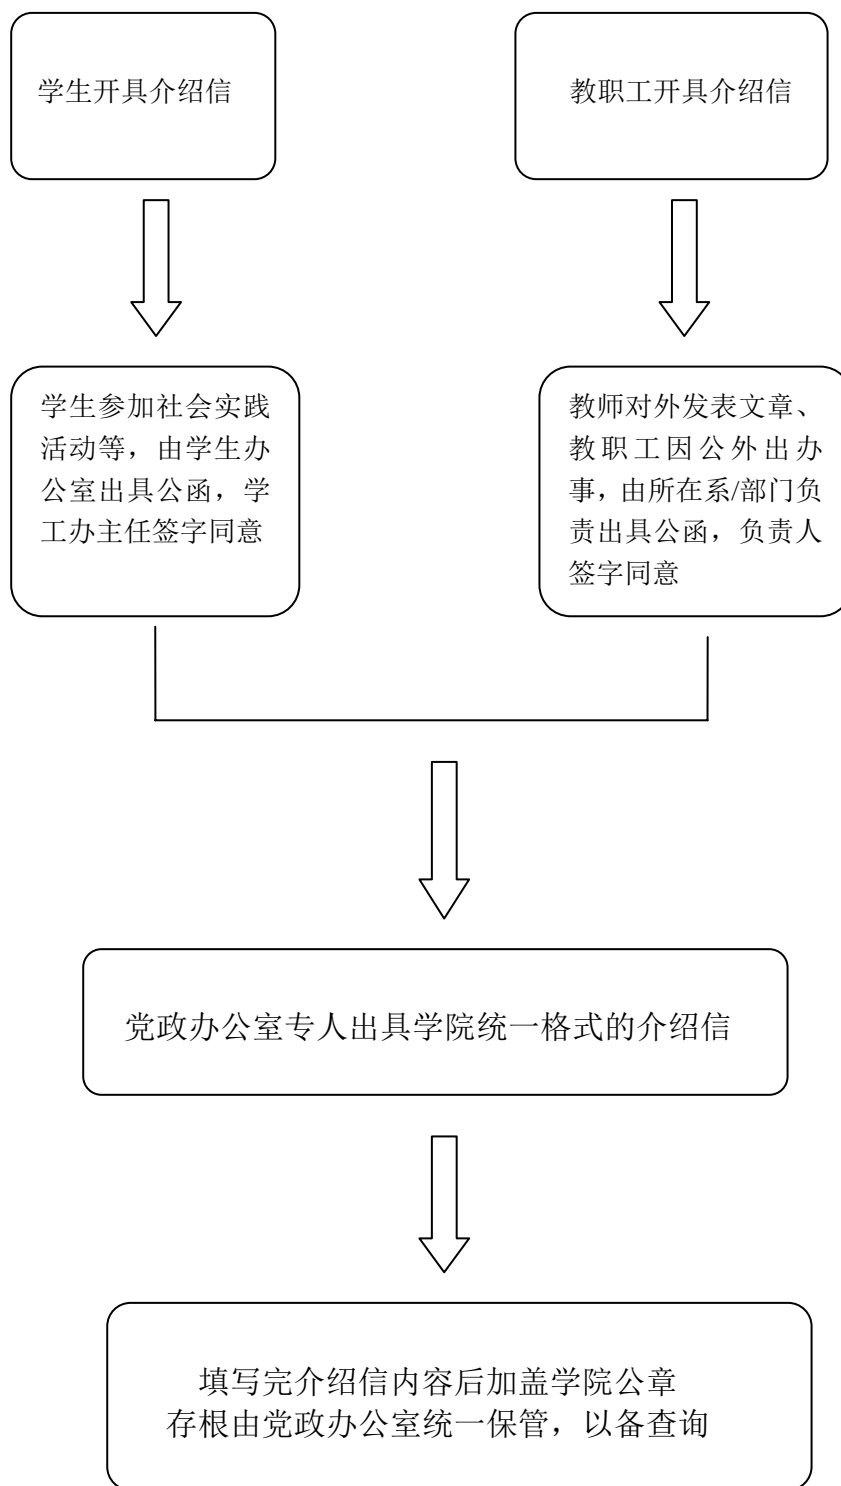 学生开具介绍信
教职工开具介绍信
学生参加社会实践
活动等，由学生办
公室出具公函，学
工办主任签字同意
教师对外发表文章、
教职工因公外出办
事，由所在系/部门负
责出具公函，负责人
签字同意
党政办公室专人出具学院统一格式的介绍信
填写完介绍信内容后加盖学院公章
存根由党政办公室统一保管，以备查询